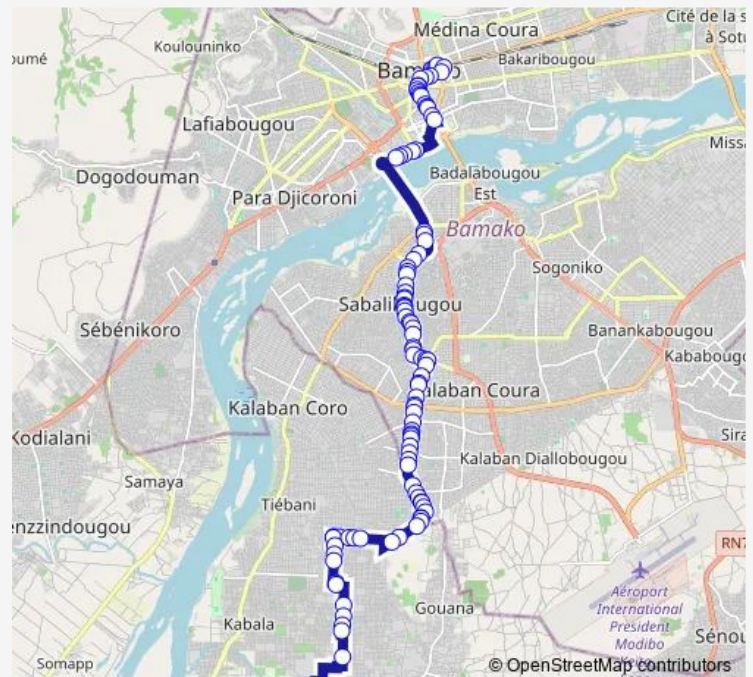 Cité de la s
à Sotu
Médina Coura
Koulouninko
oumé
Bakaribougou
Lafiabougou
Missa
Dogodouman
Badalabougou
Est
Para Djicoroni
Bamako
Sogoniko
Sébénikoro
Banankabougou
Kababoug
alaban Coura
Kalaban Coro
Sira
Kodialani
Kalaban Diallobougou
Samaya
Tiébani
enzzindougou
RN7
Aéroport
International
President
Modibo
Gouana
Kabala
Sénou
Somapp
© OpenStreetMap contributors